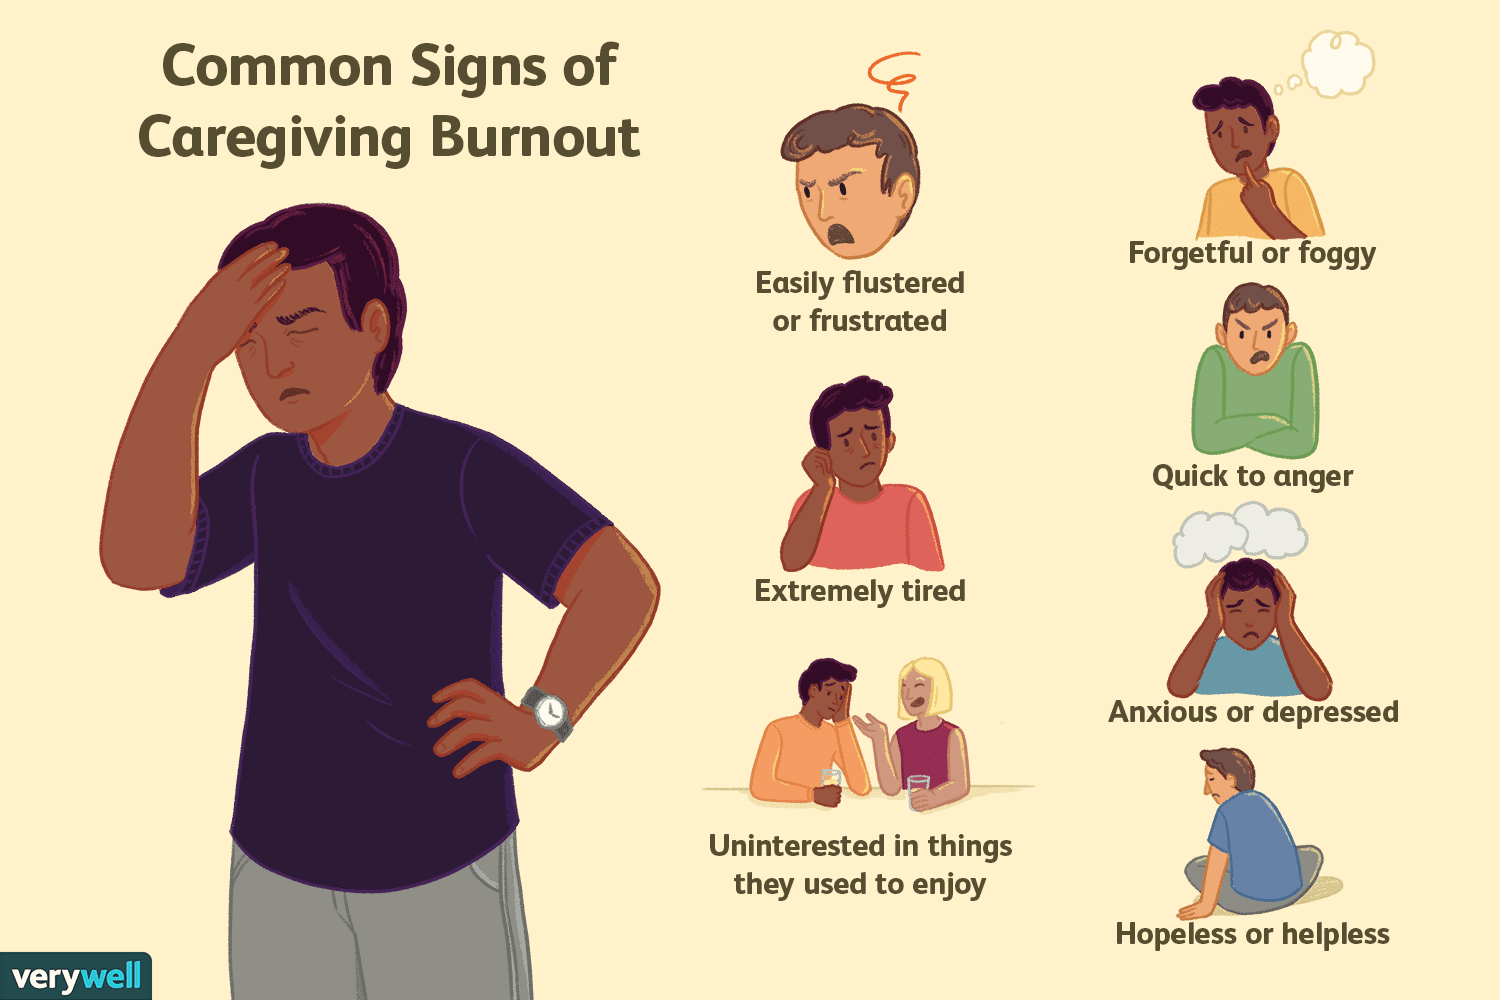 Common Signs of
Caregiving Burnout
Easily flustered
or frustrated
Extremely tired
Uninterested in things
they used to enjoy
Forgetful or foggy
Quick to anger
Anxious or depressed
Hopeless or helpless
verywell